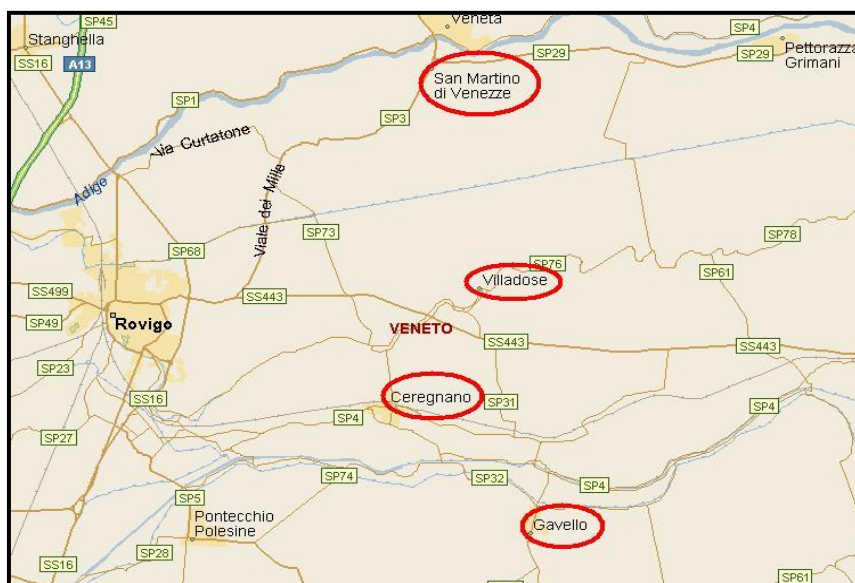 SP45
Veneta
SP4
Stanghella
Pettorazza
Grimani
SS16
A13
SP29
SP29
San Martino
di Venezze
SP1
SP3
Via Curtatone
Adige
Viale dei Mille
SP73
SP78
SP68
SP76
SP61
Villadose
SS499
SS443
Rovigo
SP49
VENETO
SS443
SS443
SP23
SS16
Ceregnano
SP31
SP4
SP4
SP27
SP74
SP32
SP4
SP5
Pontecchio
Polesine
Gavello
SP28
SS16
SP61